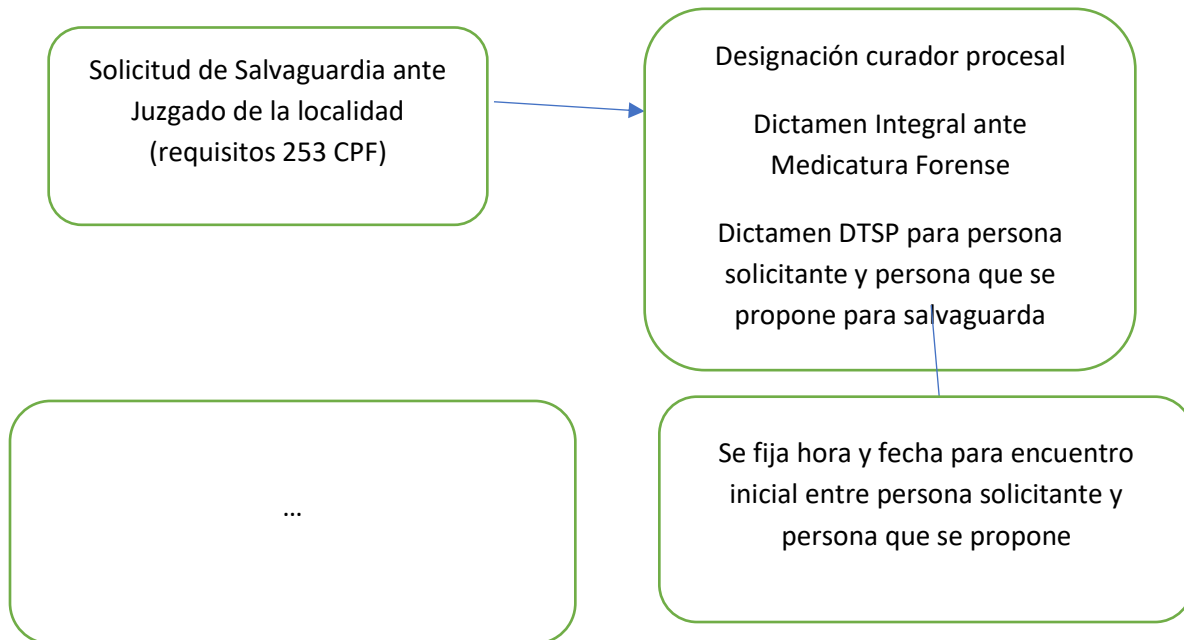 Solicitud de Salvaguardia ante
Juzgado de la localidad
(requisitos 253 CPF)
Designación curador procesal
Dictamen Integral ante
Medicatura Forense
Dictamen DTSP para persona
solicitante y persona que se
propone para salvaguarda
...
Se fija hora y fecha para encuentro
inicial entre persona solicitante y
persona que se propone